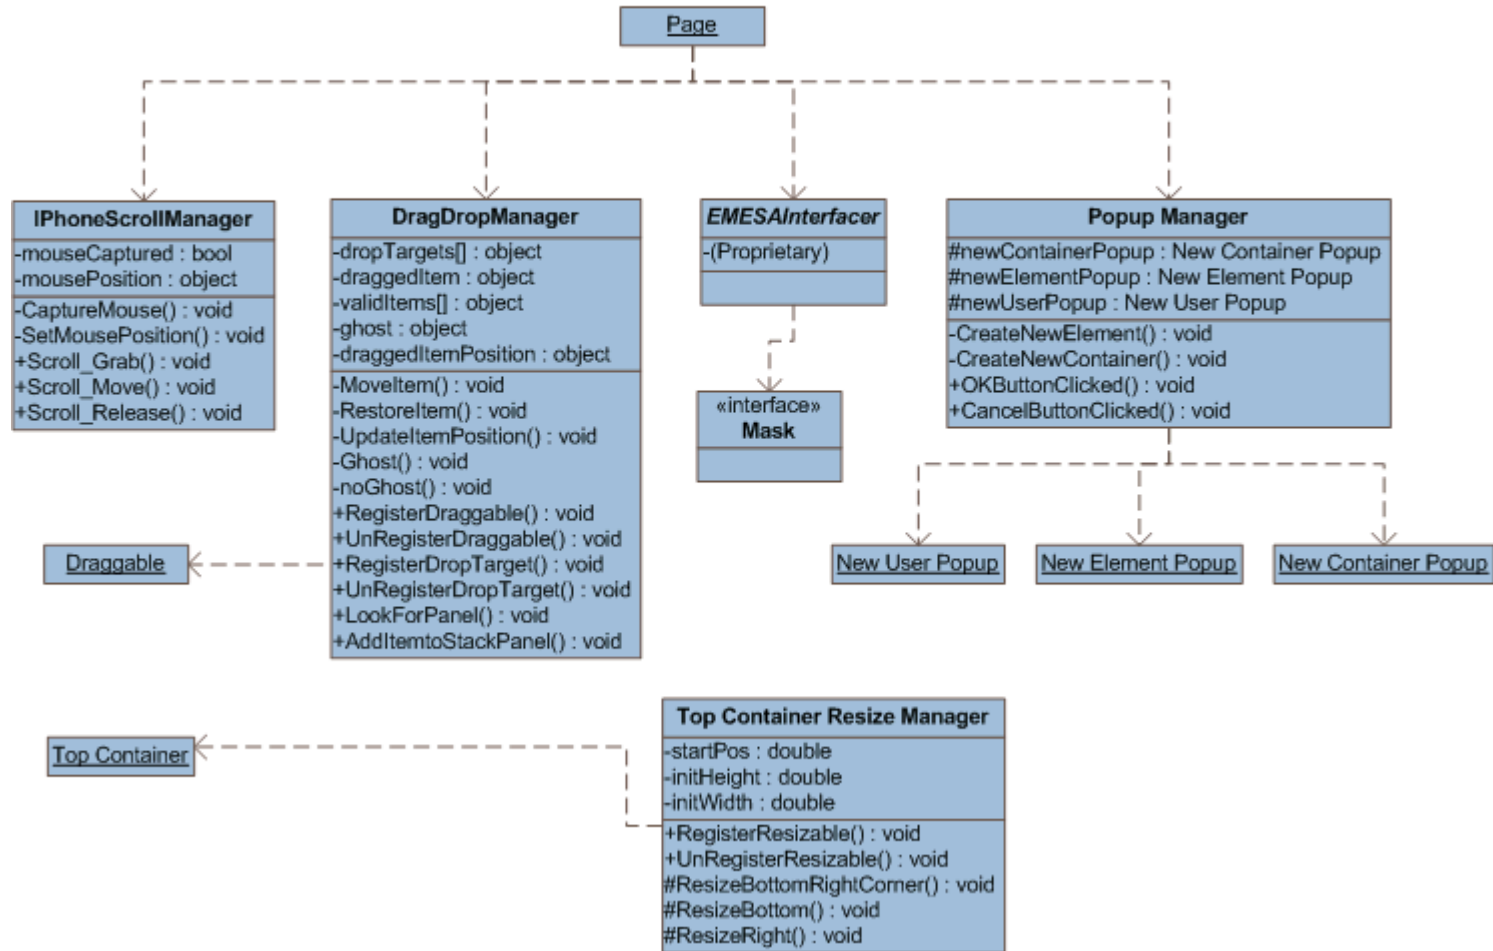 Page
IPhoneScrollManager
-mouseCaptured : bool
-mousePosition : object
-CaptureMouse() : void
-SetMousePosition() : void
+Scroll_Grab() : void
+Scroll_Move() : void
+Scroll_Release() : void
DragDropManager
-dropTargets[] : object
-draggedItem : object
-validItems[] : object
-ghost : object
-draggedItemPosition : object
-MoveItem() : void
-RestoreItem() : void
-UpdateItemPosition() : void
-Ghost() : void
-noGhost() : void
+RegisterDraggable() : void
+UnRegisterDraggable() : void
+RegisterDropTarget() : void
+UnRegisterDropTarget() : void
+LookForPanel() : void
+AddItemtoStackPanel() : void
EMESAInterfacer
-(Proprietary)
«interface»
Mask
Popup Manager
#newContainerPopup : New Container Popup
#newElementPopup : New Element Popup
#newUserPopup : New User Popup
-CreateNewElement() : void
-CreateNewContainer() : void
+OKButtonClicked() : void
+CancelButtonClicked() : void
Draggable
New User Popup
New Element Popup
New Container Popup
Top Container
Top Container Resize Manager
-startPos : double
-initHeight : double
-initWidth : double
+RegisterResizable() : void
+UnRegisterResizable() : void
#ResizeBottomRightCorner() : void
#ResizeBottom() : void
#ResizeRight() : void